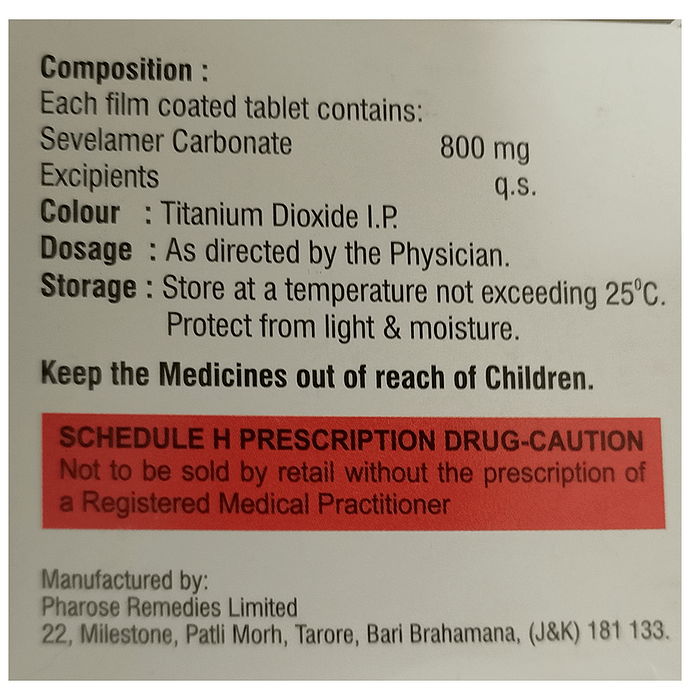 Composition :
Each film coated tablet contains:
Sevelamer Carbonate 800 mg
Excipients q.s.
Colour : Titanium Dioxide I.P.
Dosage : As directed by the Physician.
Storage : Store at a temperature not exceeding 25⁰C.
Protect from light & moisture.
Keep the Medicines out of reach of Children.
SCHEDULE H PRESCRIPTION DRUG-CAUTION
Not to be sold by retail without the prescription of
a Registered Medical Practitioner
Manufactured by:
Pharose Remedies Limited
22, Milestone, Patli Morh, Tarore, Bari Brahamana, (J&K) 181 133.